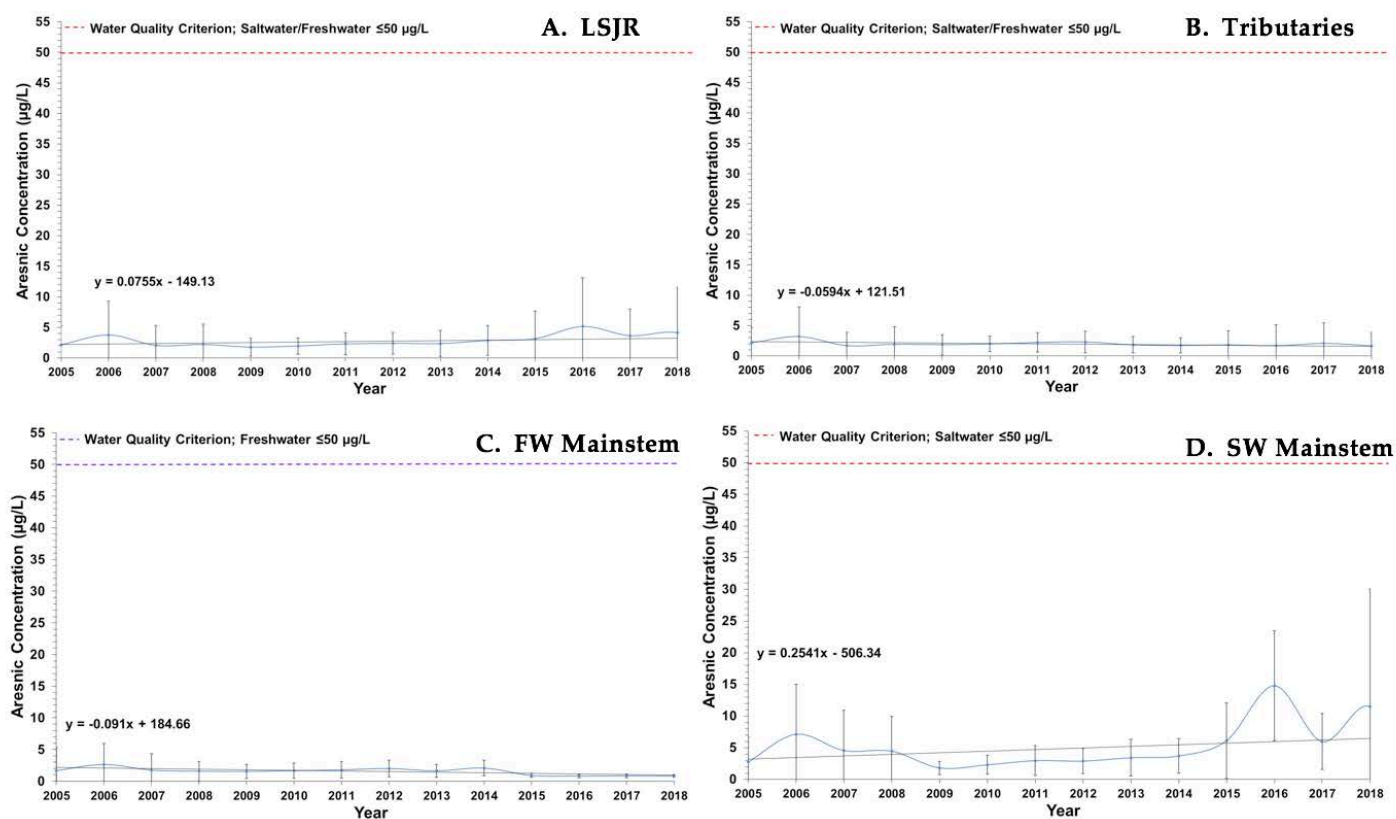 Water Quality Criterion; Saltwater/Freshwater ≤50 µg/L
A. LSJR
55
50
45
40
35
30
25
20
15
10
5
0
Aresnic Concentration (µg/L)
y = 0.0755x - 149.13
2005 2006 2007 2008 2009 2010 2011 2012 2013 2014 2015 2016 2017 2018
Year
Water Quality Criterion; Saltwater/Freshwater ≤50 µg/L
B. Tributaries
55
50
45
40
35
30
25
20
15
10
5
0
Aresnic Concentration (µg/L)
y = -0.0594x + 121.51
2005 2006 2007 2008 2009 2010 2011 2012 2013 2014 2015 2016 2017 2018
Year
Water Quality Criterion; Freshwater ≤50 µg/L
C. FW Mainstem
55
50
45
40
35
30
25
20
15
10
5
0
Aresnic Concentration (µg/L)
y = -0.091x + 184.66
2005 2006 2007 2008 2009 2010 2011 2012 2013 2014 2015 2016 2017 2018
Year
Water Quality Criterion; Saltwater ≤50 µg/L
D. SW Mainstem
55
50
45
40
35
30
25
20
15
10
5
0
Aresnic Concentration (µg/L)
y = 0.2541x - 506.34
2005 2006 2007 2008 2009 2010 2011 2012 2013 2014 2015 2016 2017 2018
Year